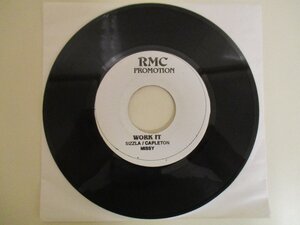 RMC
PROMOTION
WORK IT
SIZZLA / CAPLETON
MISSY